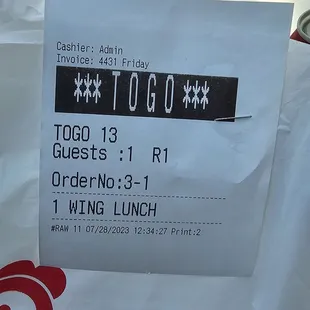 Cashier: Admin
Invoice: 4431 Friday
*** TOGO ***
TOGO 13
Guests :1 R1
OrderNo:3-1
1 WING LUNCH
#RAW 11 07/28/2023 12:34:27 Print:2